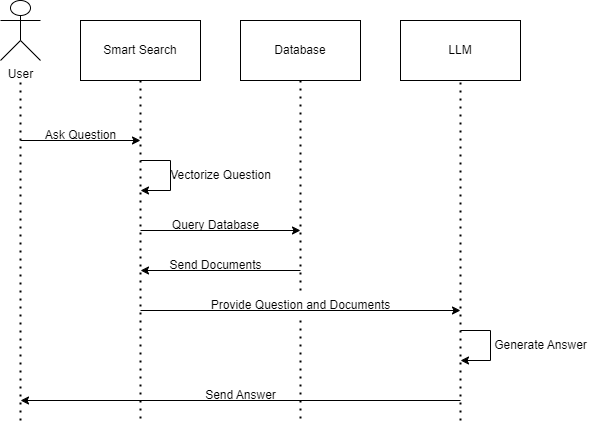 User
Smart Search
Database
LLM
Ask Question
Vectorize Question
Query Database
Send Documents
Provide Question and Documents
Generate Answer
Send Answer